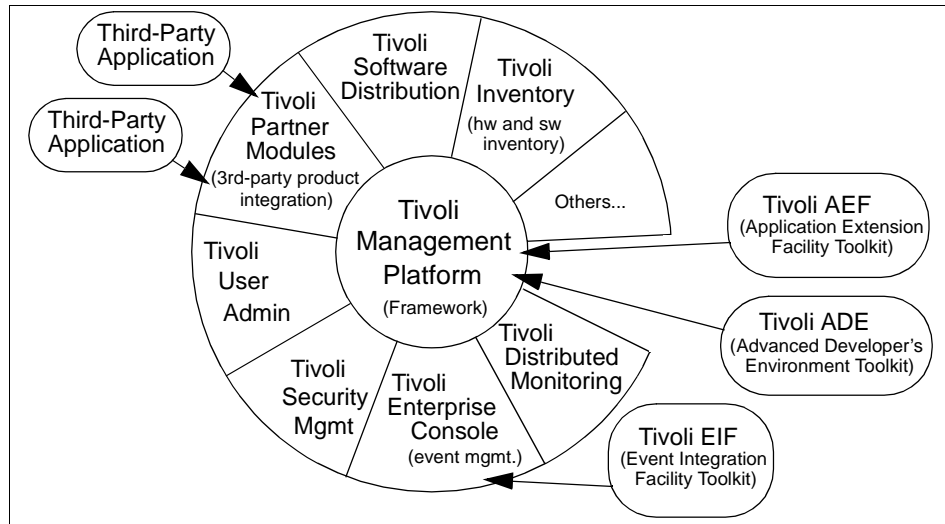 Third-Party
Application
Third-Party
Application
Tivoli
Partner
Modules
(3rd-party product
integration)
Tivoli
Software
Distribution
Tivoli
Inventory
(hw and sw
inventory)
Others...
Tivoli
Management
Platform
(Framework)
Tivoli
User
Admin
Tivoli
Security
Mgmt
Tivoli
Enterprise
Console
(event mgmt.)
Tivoli
Distributed
Monitoring
Tivoli AEF
(Application Extension
Facility Toolkit)
Tivoli ADE
(Advanced Developer's
Environment Toolkit)
Tivoli EIF
(Event Integration
Facility Toolkit)